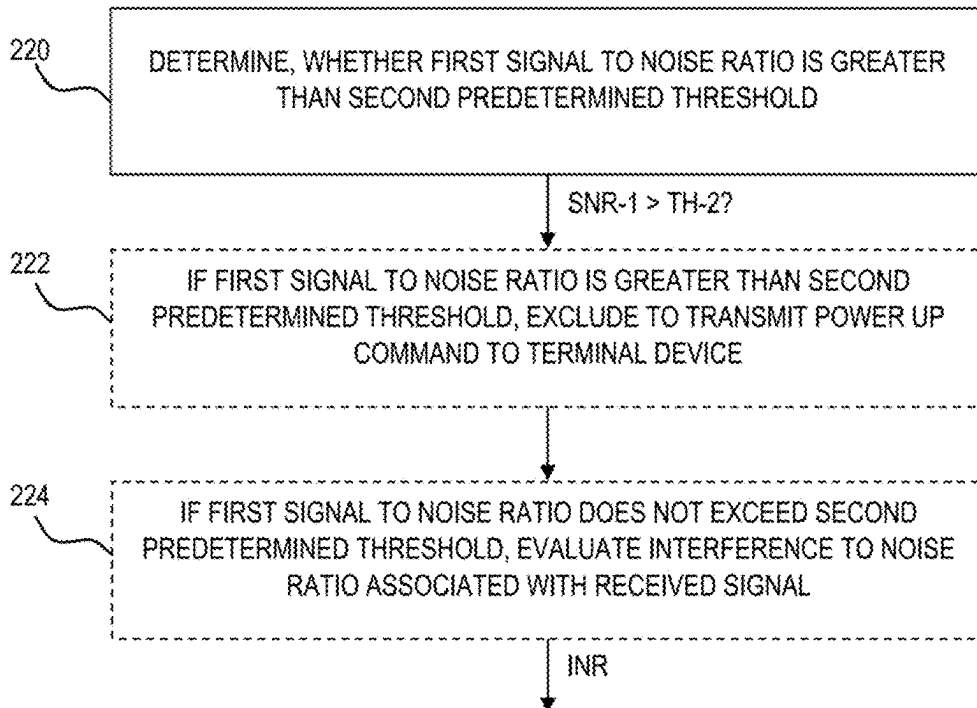 220
DETERMINE, WHETHER FIRST SIGNAL TO NOISE RATIO IS GREATER
THAN SECOND PREDETERMINED THRESHOLD
SNR-1 > TH-2?
222
IF FIRST SIGNAL TO NOISE RATIO IS GREATER THAN SECOND
PREDETERMINED THRESHOLD, EXCLUDE TO TRANSMIT POWER UP
COMMAND TO TERMINAL DEVICE
224
IF FIRST SIGNAL TO NOISE RATIO DOES NOT EXCEED SECOND
PREDETERMINED THRESHOLD, EVALUATE INTERFERENCE TO NOISE
RATIO ASSOCIATED WITH RECEIVED SIGNAL
INR